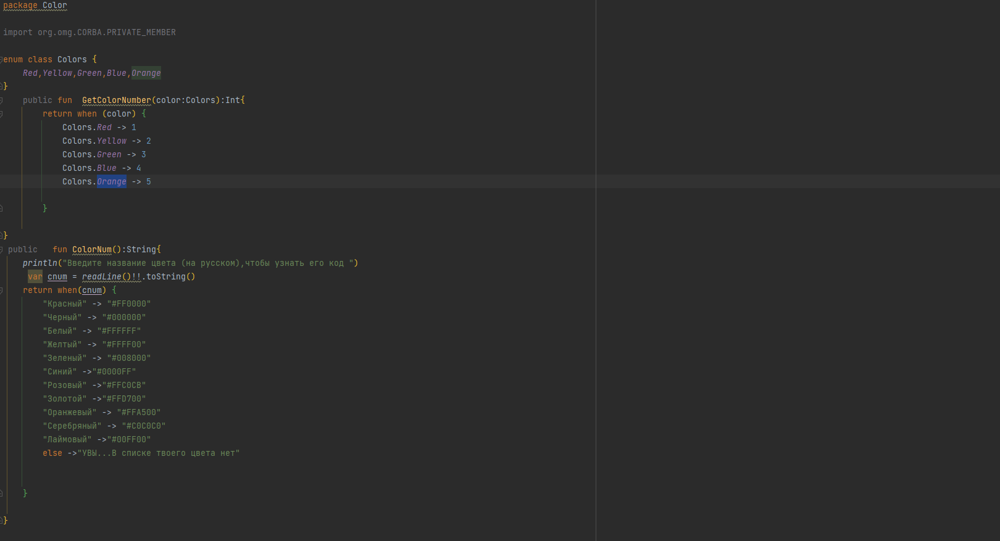 package Color
import org.omg.CORBA.PRIVATE_MEMBER
enum class Colors {
Red,Yellow,Green,Blue,Orange
}
public fun  GetColorNumber(color:Colors):Int{
return when (color) {
Colors.Red -> 1
Colors.Yellow -> 2
Colors.Green -> 3
Colors.Blue -> 4
Colors.Orange -> 5
}
}
public   fun ColorNum():String{
println("Введите название цвета (на русском),чтобы узнать его код ")
var cnum = readLine()!!.toString()
return when(cnum) {
"Красный" -> "#FF0000"
"Черный" -> "#000000"
"Белый" -> "#FFFFFF"
"Желтый" -> "#FFFF00"
"Зеленый" -> "#008000"
"Синий" ->"#0000FF"
"Розовый" ->"#FFC0CB"
"Золотой" ->"#FFD700"
"Оранжевый" -> "#FFA500"
"Серебряный" -> "#C0C0C0"
"Лаймовый" ->"#00FF00"
else ->"УВЫ...В списке твоего цвета нет"
}
}